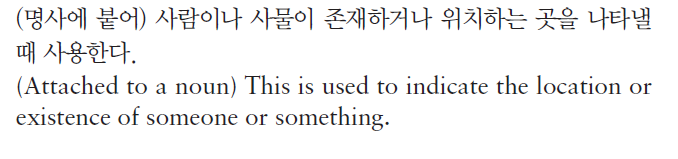 (명사에 붙어) 사람이나 사물이 존재하거나 위치하는 곳을 나타낼
때 사용한다.
(Attached to a noun) This is used to indicate the location or
existence of someone or something.